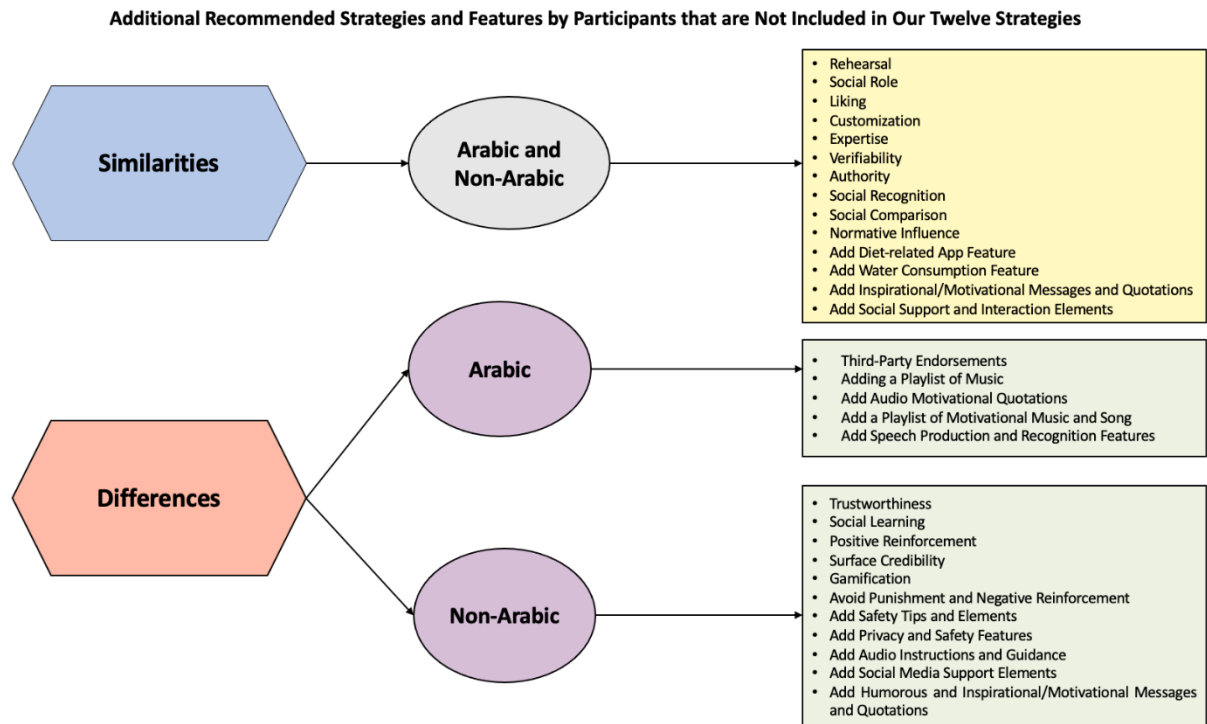 Additional Recommended Strategies and Features by Participants that are Not Included in Our Twelve Strategies
Similarities
Arabic and
Non-Arabic
• Rehearsal
• Social Role
• Liking
• Customization
• Expertise
• Verifiability
• Authority
• Social Recognition
• Social Comparison
• Normative Influence
• Add Diet-related App Feature
• Add Water Consumption Feature
• Add Inspirational/Motivational Messages and Quotations
• Add Social Support and Interaction Elements
Differences
Arabic
• Third-Party Endorsements
• Adding a Playlist of Music
• Add Audio Motivational Quotations
• Add a Playlist of Motivational Music and Song
• Add Speech Production and Recognition Features
Non-Arabic
• Trustworthiness
• Social Learning
• Positive Reinforcement
• Surface Credibility
• Gamification
• Avoid Punishment and Negative Reinforcement
• Add Safety Tips and Elements
• Add Privacy and Safety Features
• Add Audio Instructions and Guidance
• Add Social Media Support Elements
• Add Humorous and Inspirational/Motivational Messages
and Quotations